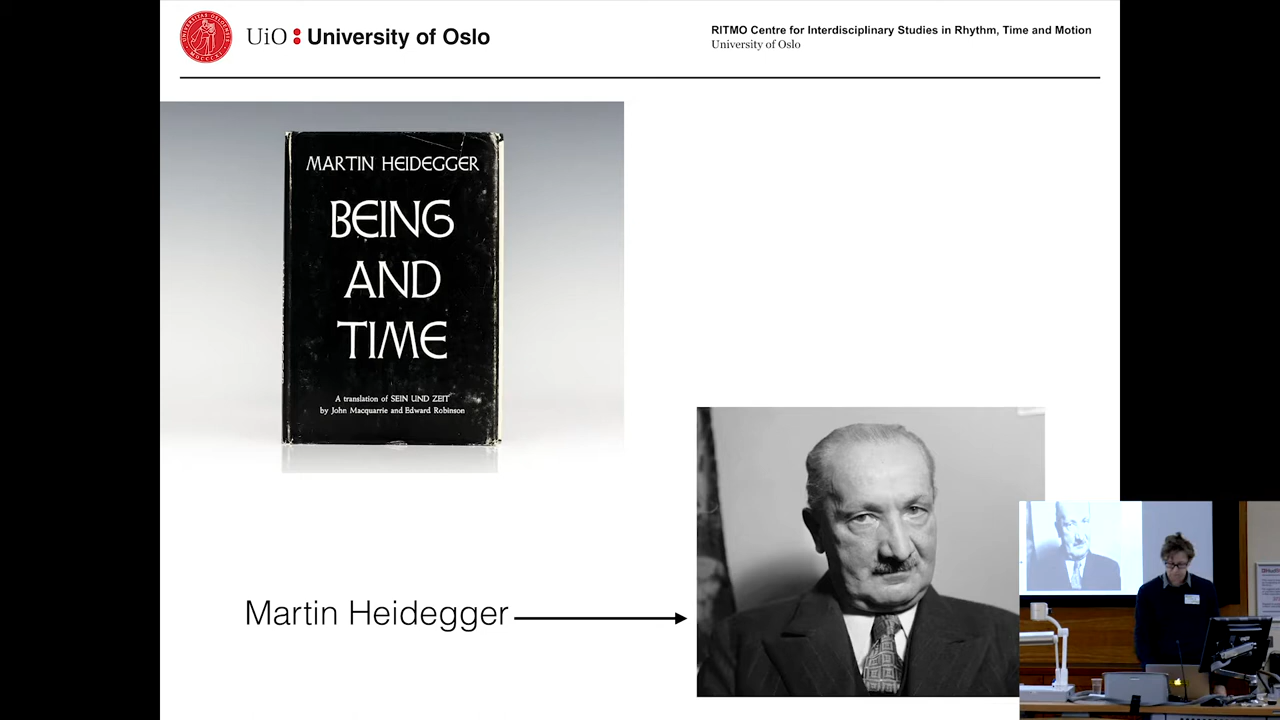 UiO : University of Oslo
RITMO Centre for Interdisciplinary Studies in Rhythm, Time and Motion
University of Oslo
MARTIN HEIDEGGER
BEING
AND
TIME
A translation of SEIN UND ZEIT
by John Macquarrie and Edward Robinson
Martin Heidegger